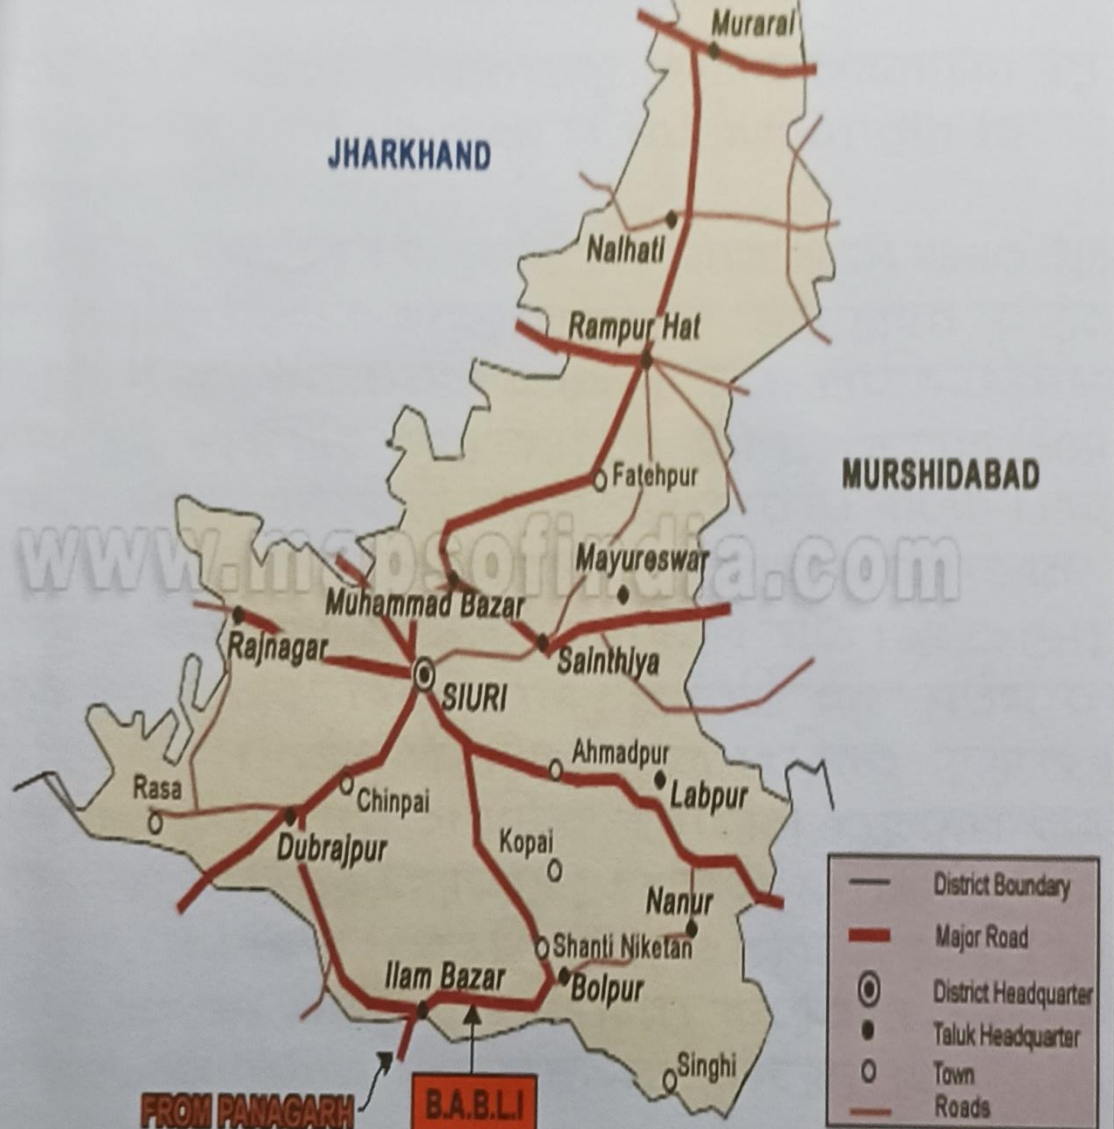 Murarai
JHARKHAND
Nalhati
Rampur Hat
MURSHIDABAD
Fatehpur
www.mapsofindia.com
Mayureswar
Muhammad Bazar
Rajnagar
Sainthiya
SIURI
Ahmadpur
Rasa
Chinpai
Labpur
Kopai
Dubrajpur
Nanur
Shanti Niketan
Ilam Bazar
Bolpur
Singhi
FROM PANAGARH
B.A.B.L.I
District Boundary
Major Road
District Headquarter
Taluk Headquarter
Town
Roads